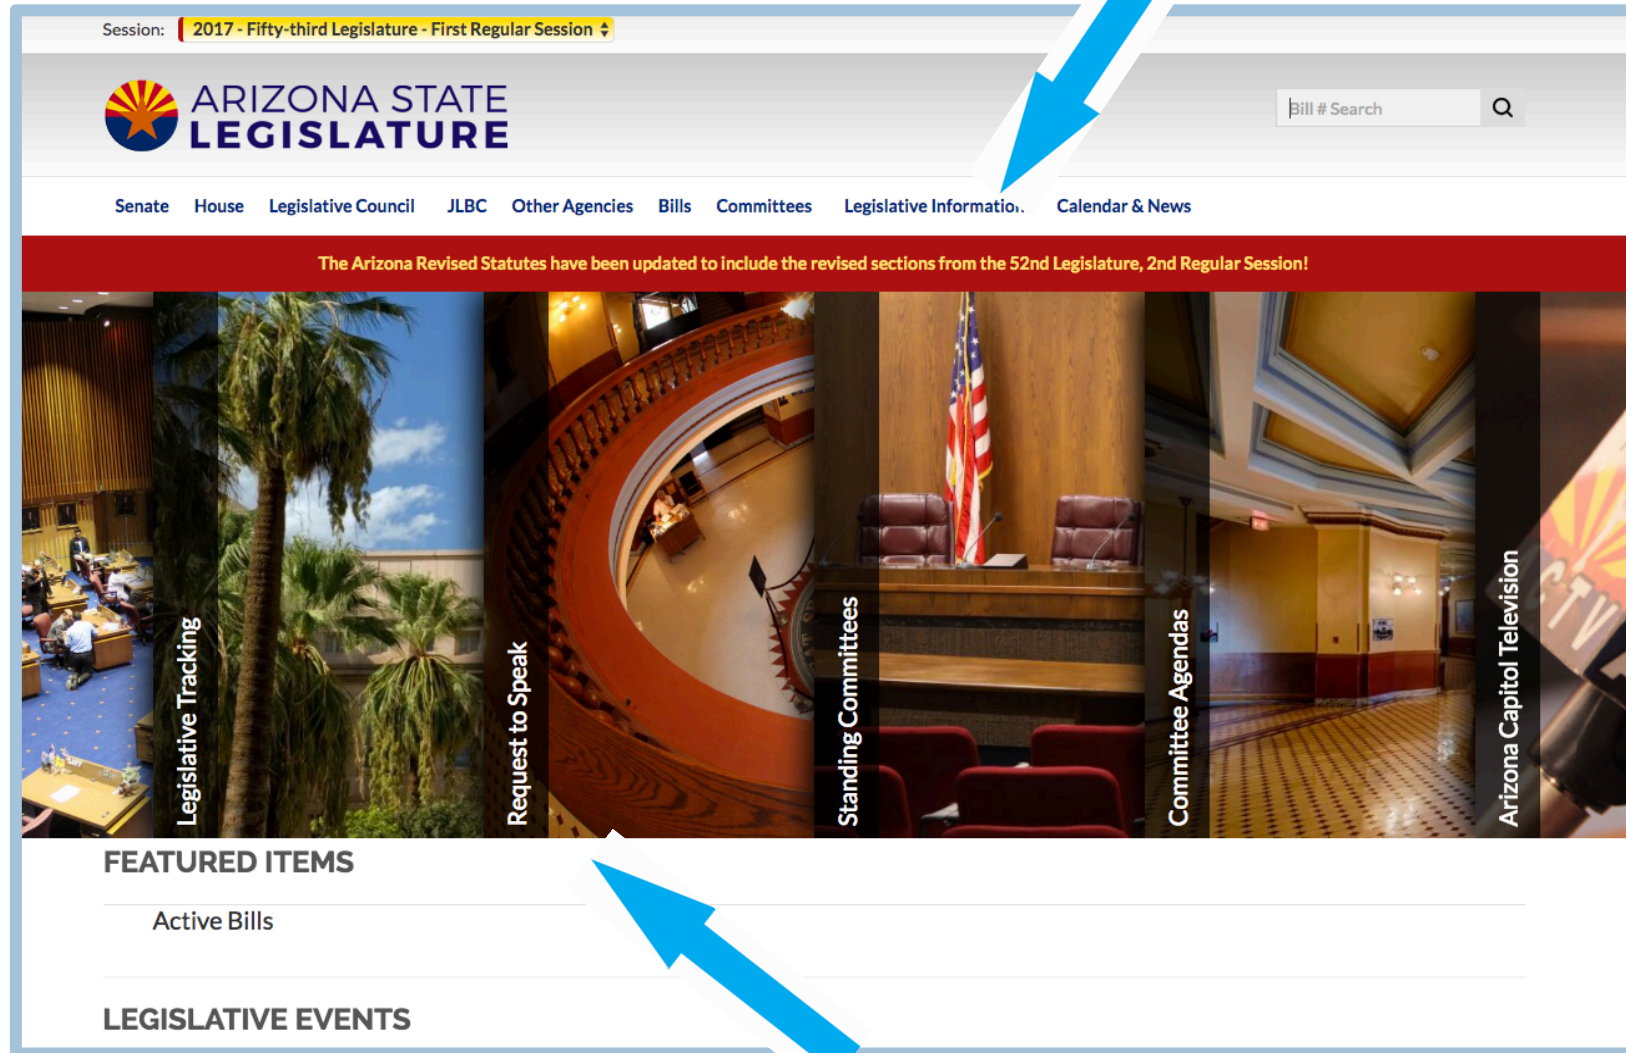 Session: 2017 - Fifty-third Legislature - First Regular Session
ARIZONA STATE
LEGISLATURE
Bill # Search
Senate House Legislative Council JLBC Other Agencies Bills Committees Legislative Information Calendar & News
The Arizona Revised Statutes have been updated to include the revised sections from the 52nd Legislature, 2nd Regular Session!
Legislative Tracking
Request to Speak
Standing Committees
Committee Agendas
Arizona Capitol Television
FEATURED ITEMS
Active Bills
LEGISLATIVE EVENTS